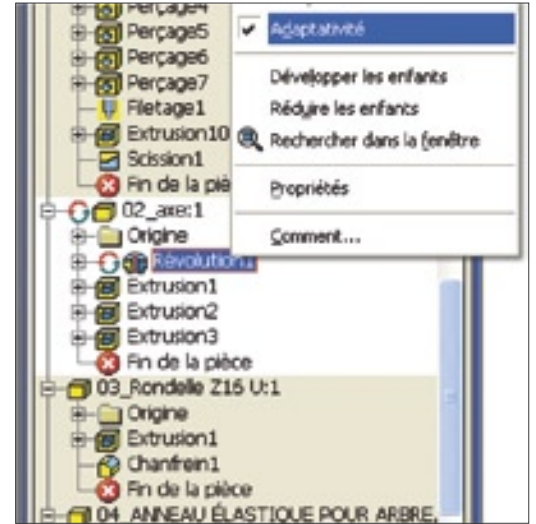 Perçage4
Perçage5
Perçage6
Perçage7
Filetage1
Extrusion10
Scission1
Fin de la piè
Adaptativité
Développer les enfants
Réduire les enfants
Rechercher dans la fenêtre
Propriétés
Comment...
02_axe:1
Origine
Révolution1
Extrusion1
Extrusion2
Extrusion3
Fin de la pièce
03_Rondelle Z16 U:1
Origine
Extrusion1
Chanfrein1
Fin de la pièce
04_ANNEAU ÉLASTIQUE POUR ARBRE,